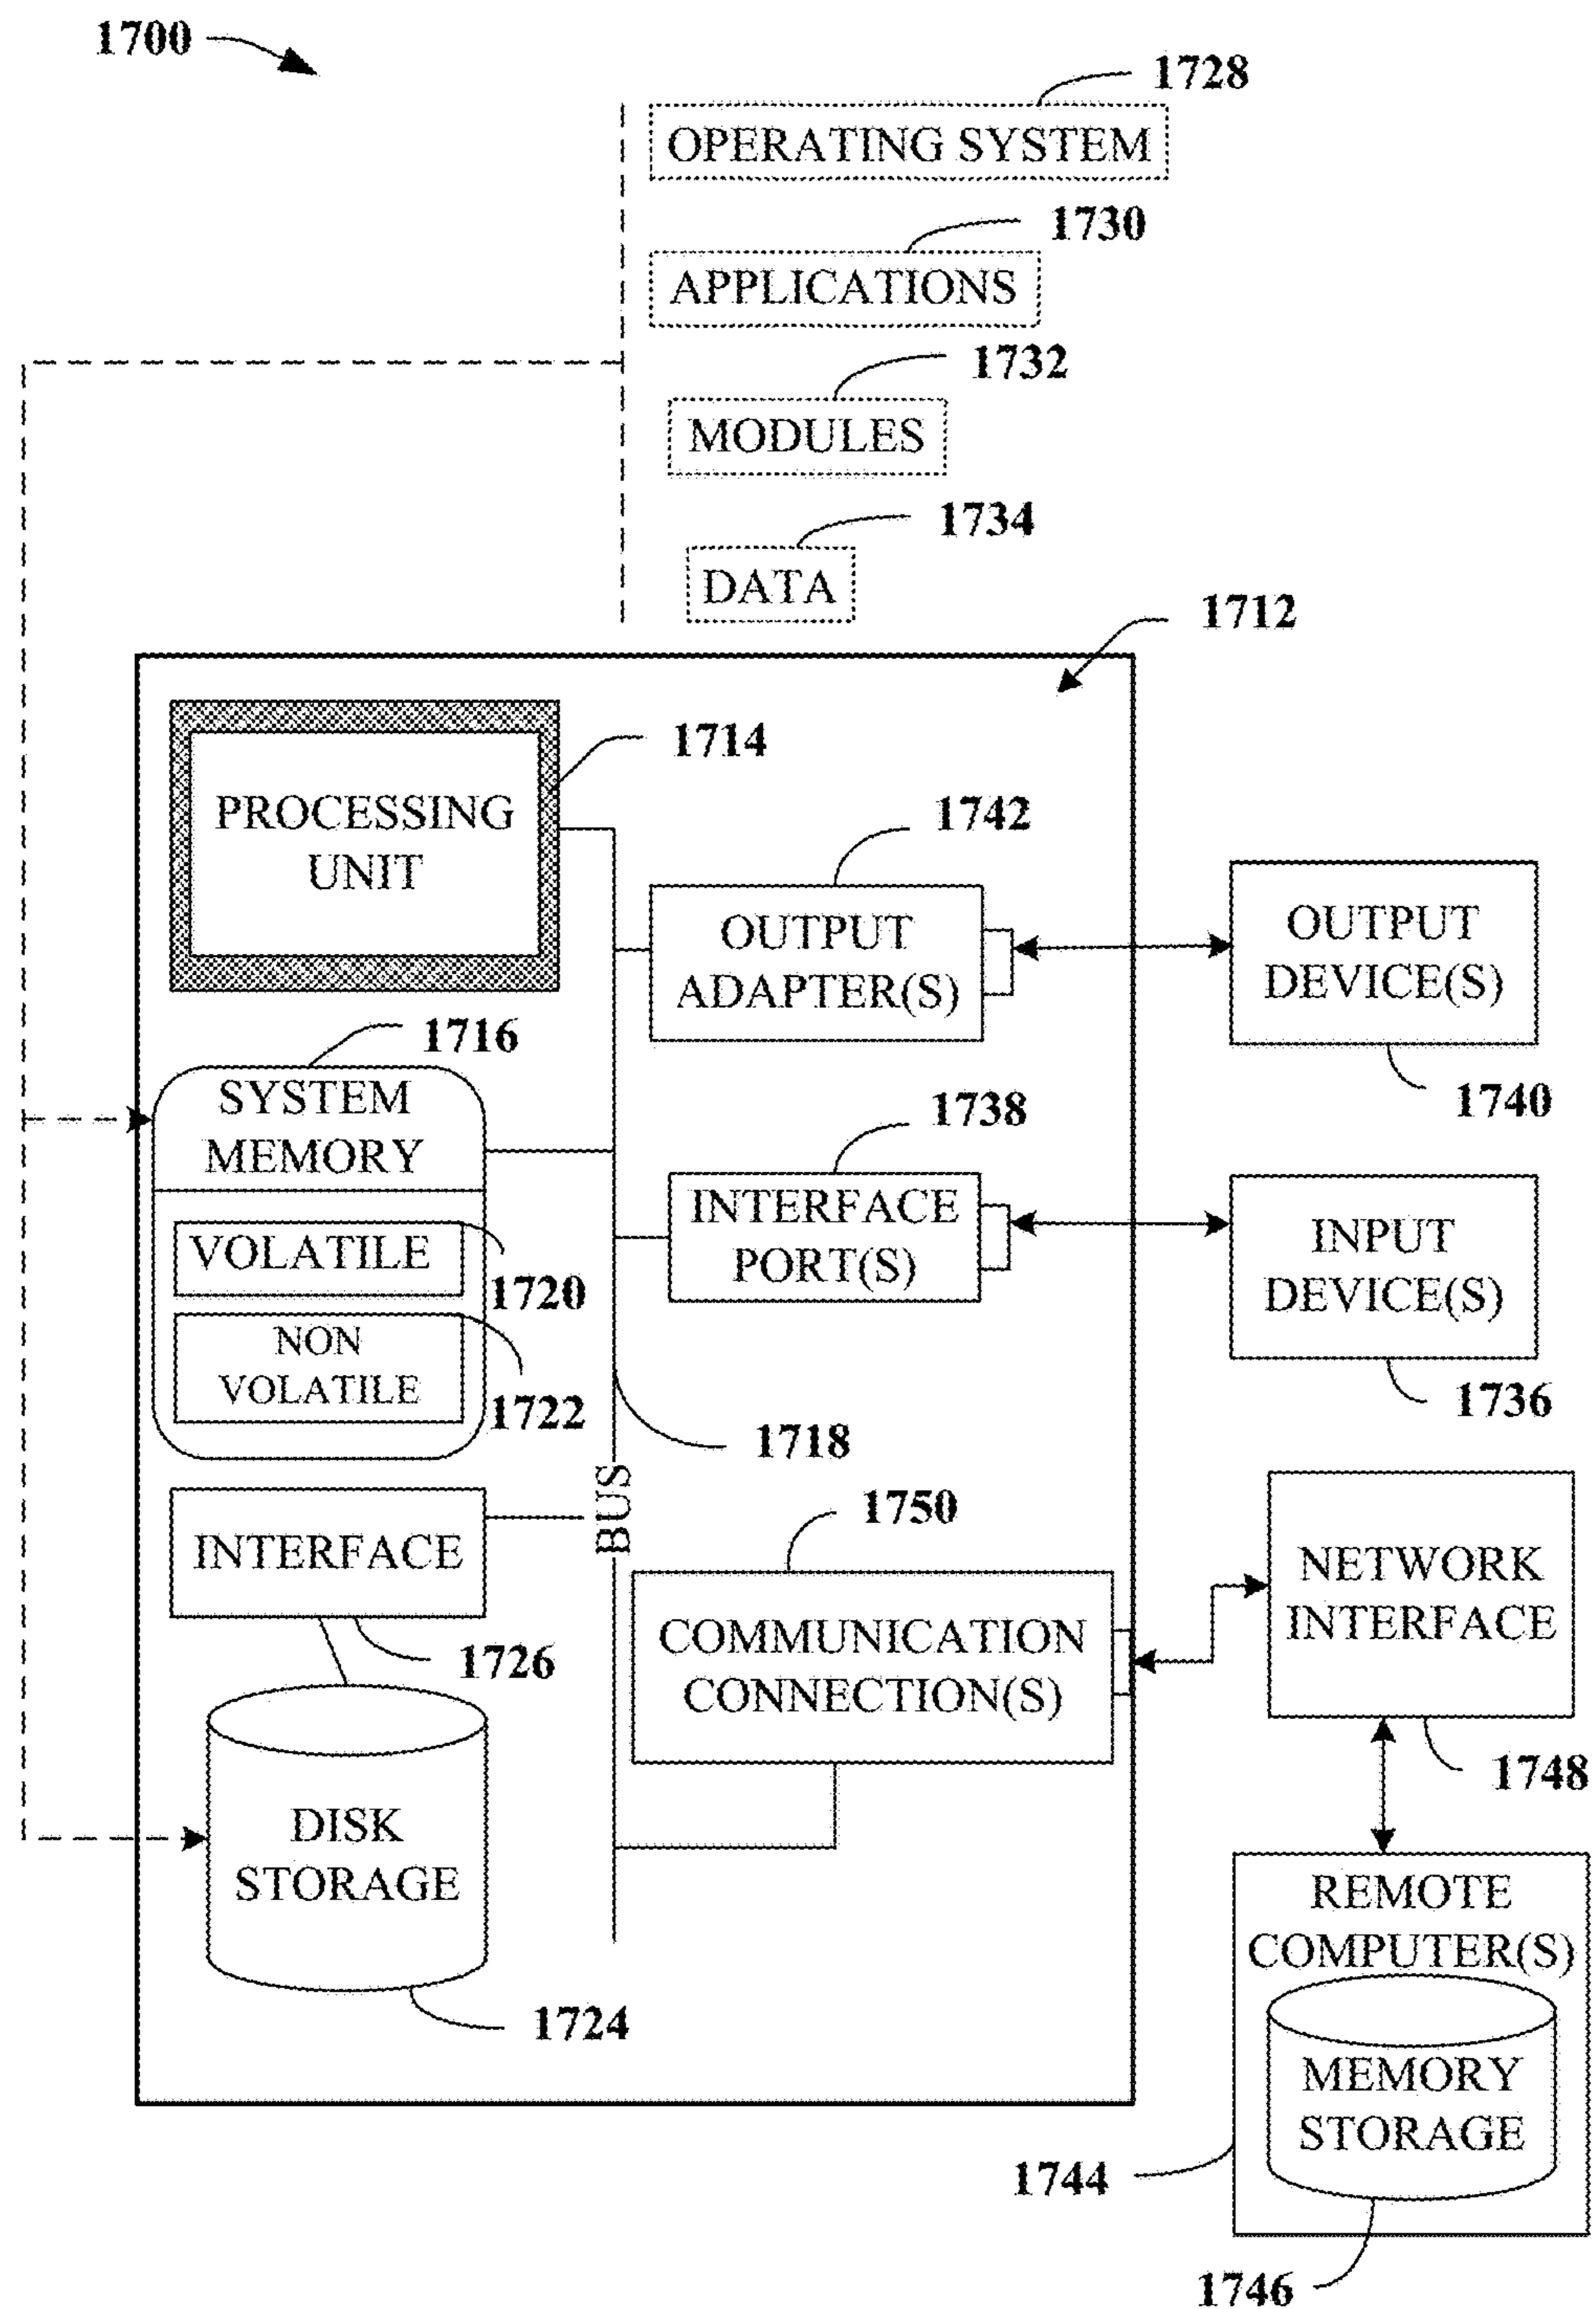 1700
1728
OPERATING SYSTEM
1730
APPLICATIONS
1732
MODULES
1734
DATA
1712
PROCESSING
UNIT
1714
1742
OUTPUT
ADAPTER(S)
OUTPUT
DEVICE(S)
1740
1716
SYSTEM
MEMORY
VOLATILE
1720
NON
VOLATILE
1722
1738
INTERFACE
PORT(S)
INPUT
DEVICE(S)
1736
1718
BUS
INTERFACE
1726
1750
COMMUNICATION
CONNECTION(S)
NETWORK
INTERFACE
1748
DISK
STORAGE
1724
REMOTE
COMPUTER(S)
MEMORY
STORAGE
1744
1746